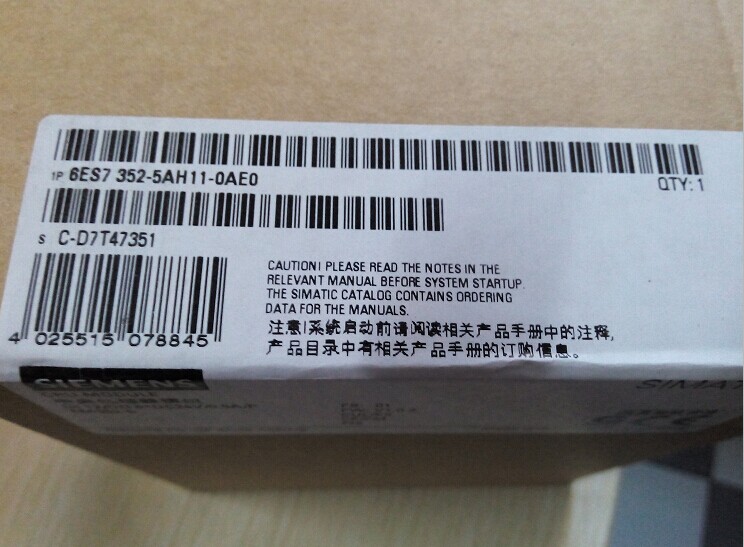 1P 6ES7 352-5AH11-0AE0
QTY: 1
S C-D7T47351
CAUTION! PLEASE READ THE NOTES IN THE
RELEVANT MANUAL BEFORE SYSTEM STARTUP.
THE SIMATIC CATALOG CONTAINS ORDERING
DATA FOR THE MANUALS.
注意!系统启动前请阅读相关产品手册中的注释,
产品目录中有相关产品手册的订购信息。
4 025515 078845
SIEMENS
SIMAT